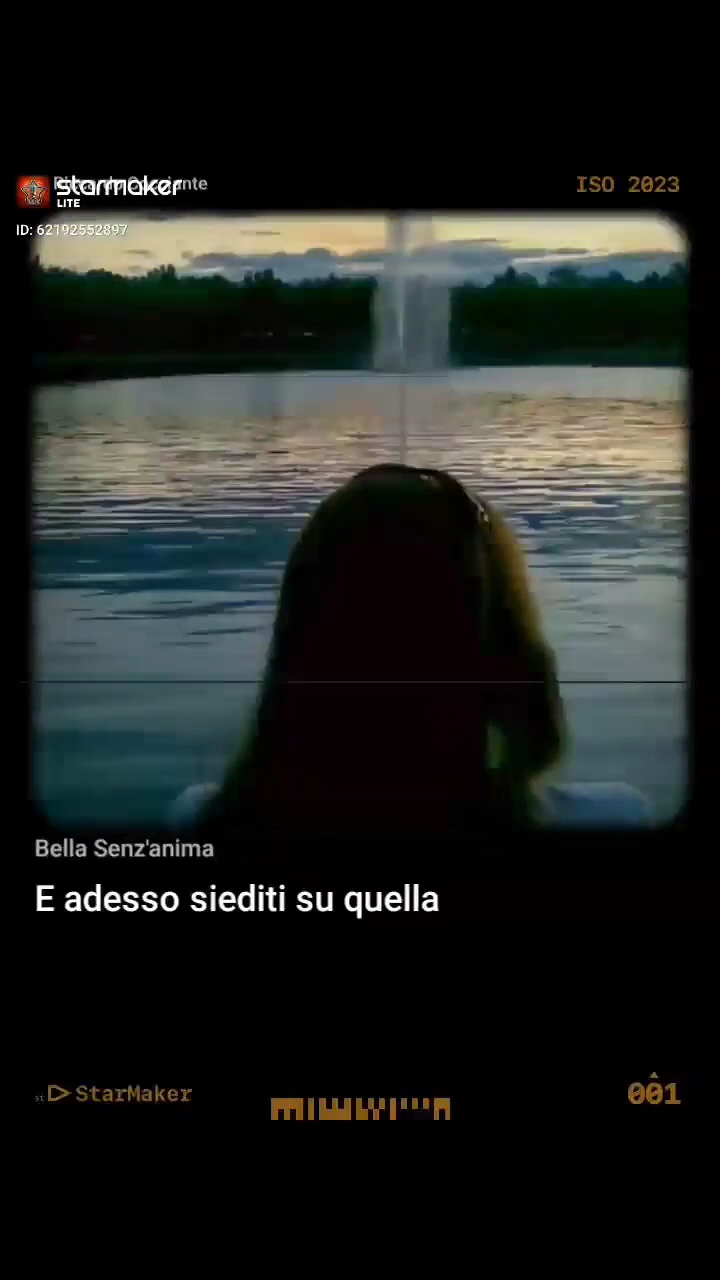 starmaker
LITE
ISO 2023
ID: 62192552897
Bella Senz'anima
E adesso siediti su quella
StarMaker
001